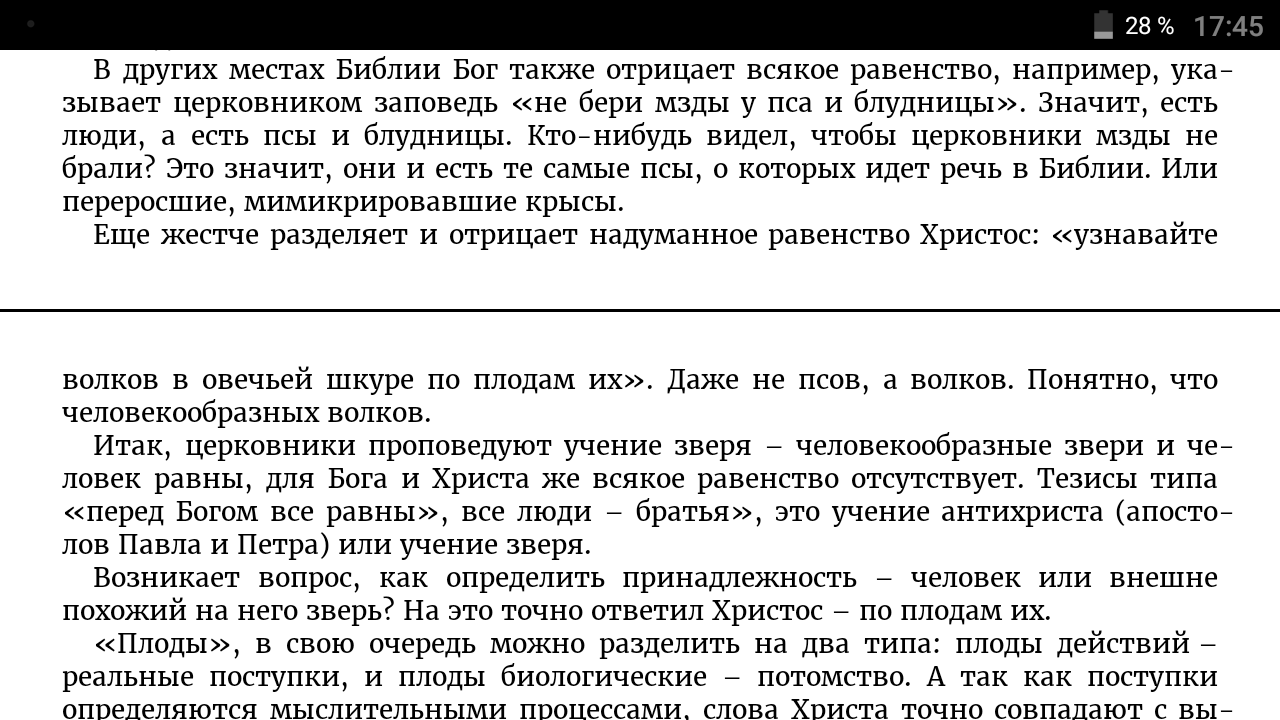 28 % 17:45
В других местах Библии Бог также отрицает всякое равенство, например, ука-
зывает церковником заповедь «не бери мзды у пса и блудницы». Значит, есть
люди, а есть псы и блудницы. Кто-нибудь видел, чтобы церковники мзды не
брали? Это значит, они и есть те самые псы, о которых идет речь в Библии. Или
переросшие, мимикрировавшие крысы.
Еще жестче разделяет и отрицает надуманное равенство Христос: «узнавайте
волков в овечьей шкуре по плодам их». Даже не псов, а волков. Понятно, что
человекообразных волков.
Итак, церковники проповедуют учение зверя – человекообразные звери и че-
ловек равны, для Бога и Христа же всякое равенство отсутствует. Тезисы типа
«перед Богом все равны», все люди – братья», это учение антихриста (апосто-
лов Павла и Петра) или учение зверя.
Возникает вопрос, как определить принадлежность – человек или внешне
похожий на него зверь? На это точно ответил Христос – по плодам их.
«Плоды», в свою очередь можно разделить на два типа: плоды действий –
реальные поступки, и плоды биологические – потомство. А так как поступки
определяются мыслительными процессами, слова Христа точно совпадают с вы-